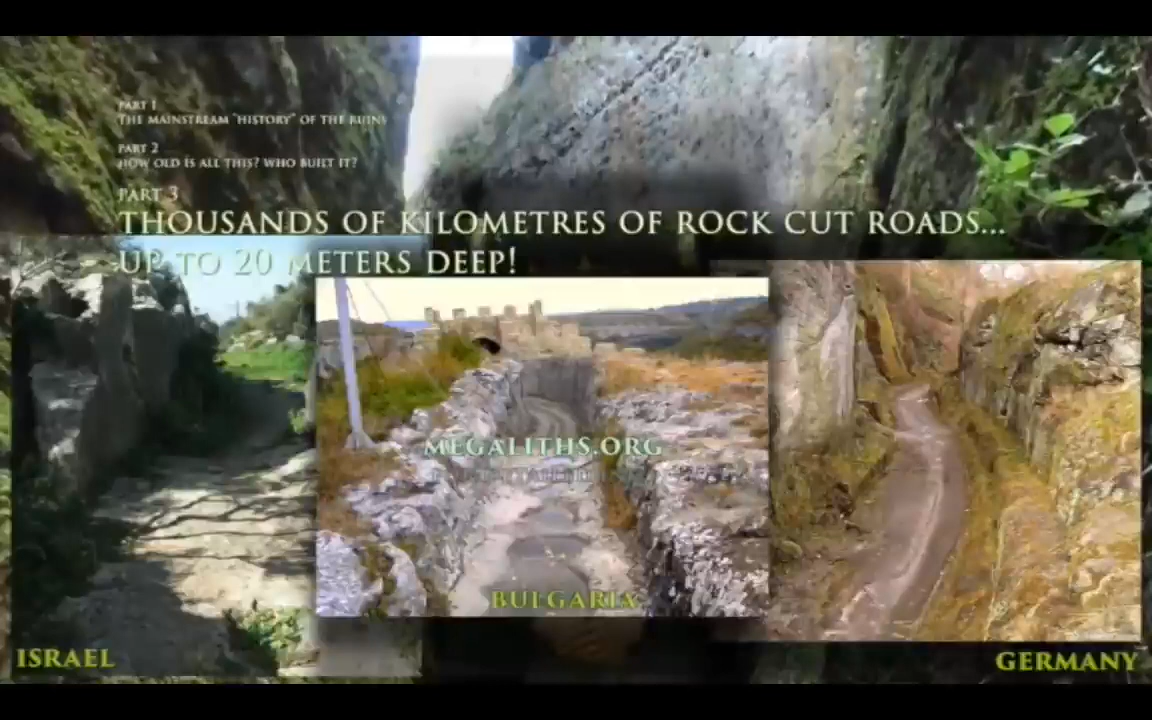 PART 1
THE MAINSTREAM "HISTORY" OF THE RUINS
PART 2
HOW OLD IS ALL THIS? WHO BUILT IT?
PART 3
THOUSANDS OF KILOMETRES OF ROCK CUT ROADS...
UP TO 20 METERS DEEP!
MEGALITHS.ORG
BULGARIA
ISRAEL
GERMANY